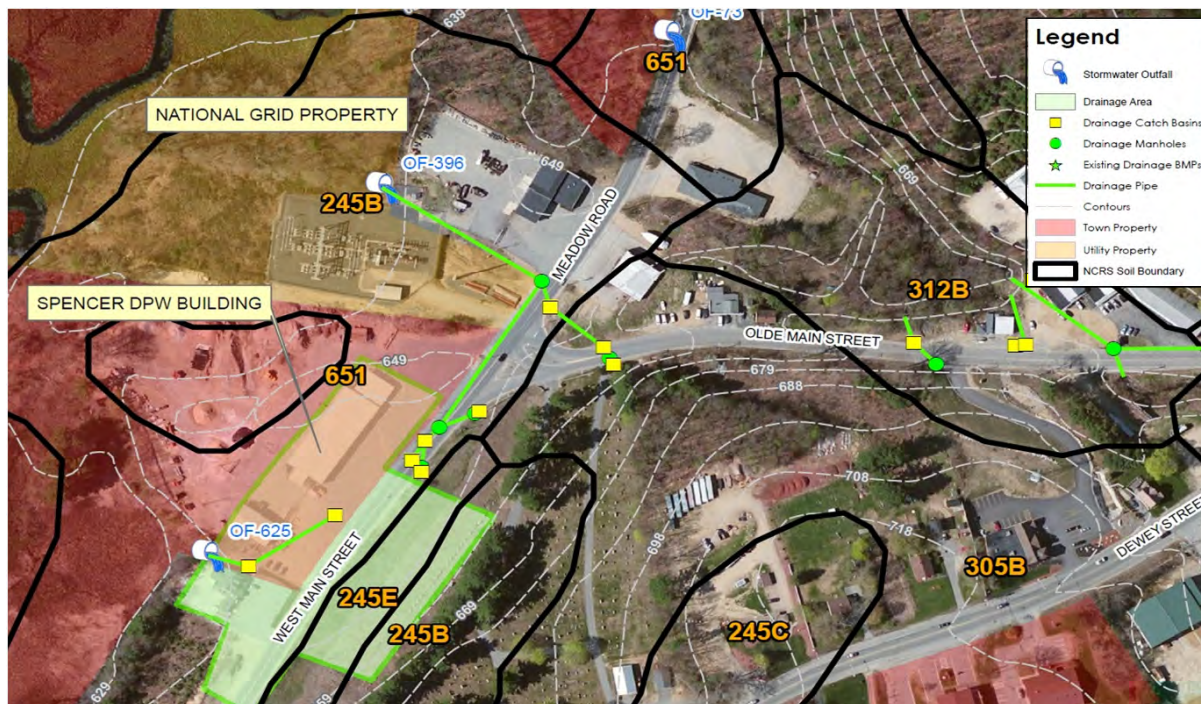 OF-73
651
639
NATIONAL GRID PROPERTY
OF-396
649
669
245B
MEADOW ROAD
SPENCER DPW BUILDING
312B
OLDE MAIN STREET
649
651
679
688
708
OF-625
718
698
DEWEY STREET
WEST MAIN STREET
305B
245E
669
245B
245C
629
659
Legend
Stormwater Outfall
Drainage Area
Drainage Catch Basins
Drainage Manholes
Existing Drainage BMPs
Drainage Pipe
Contours
Town Property
Utility Property
NCRS Soil Boundary